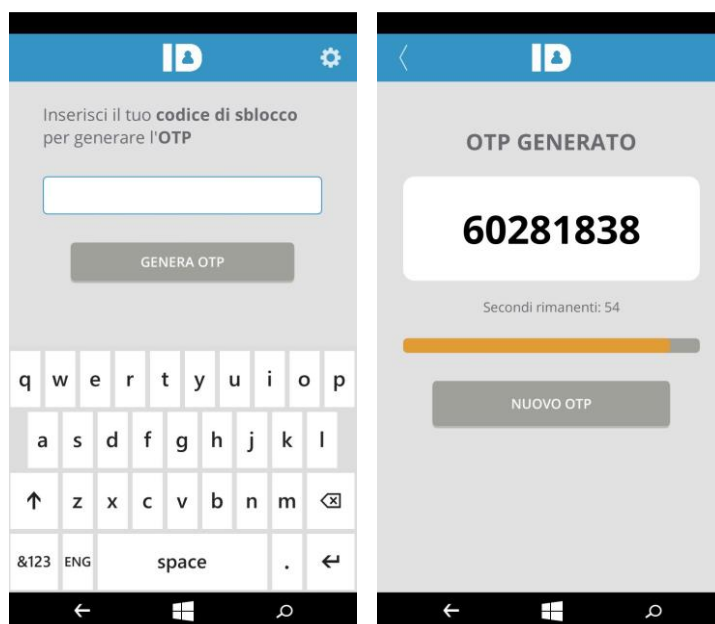 ID
Inserisci il tuo codice di sblocco
per generare l'OTP
GENERA OTP
q w e r t y u i o p
a s d f g h j k l
z x c v b n m
&123 ENG space .
ID
OTP GENERATO
60281838
Secondi rimanenti: 54
NUOVO OTP